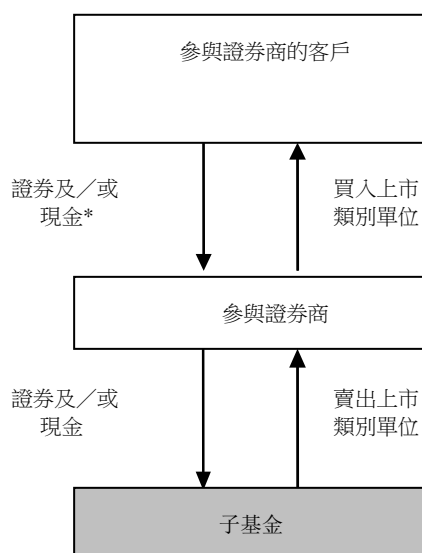 參與證券商的客戶
證券及／或
現金*
買入上市
類別單位
參與證券商
證券及／或
現金
賣出上市
類別單位
子基金